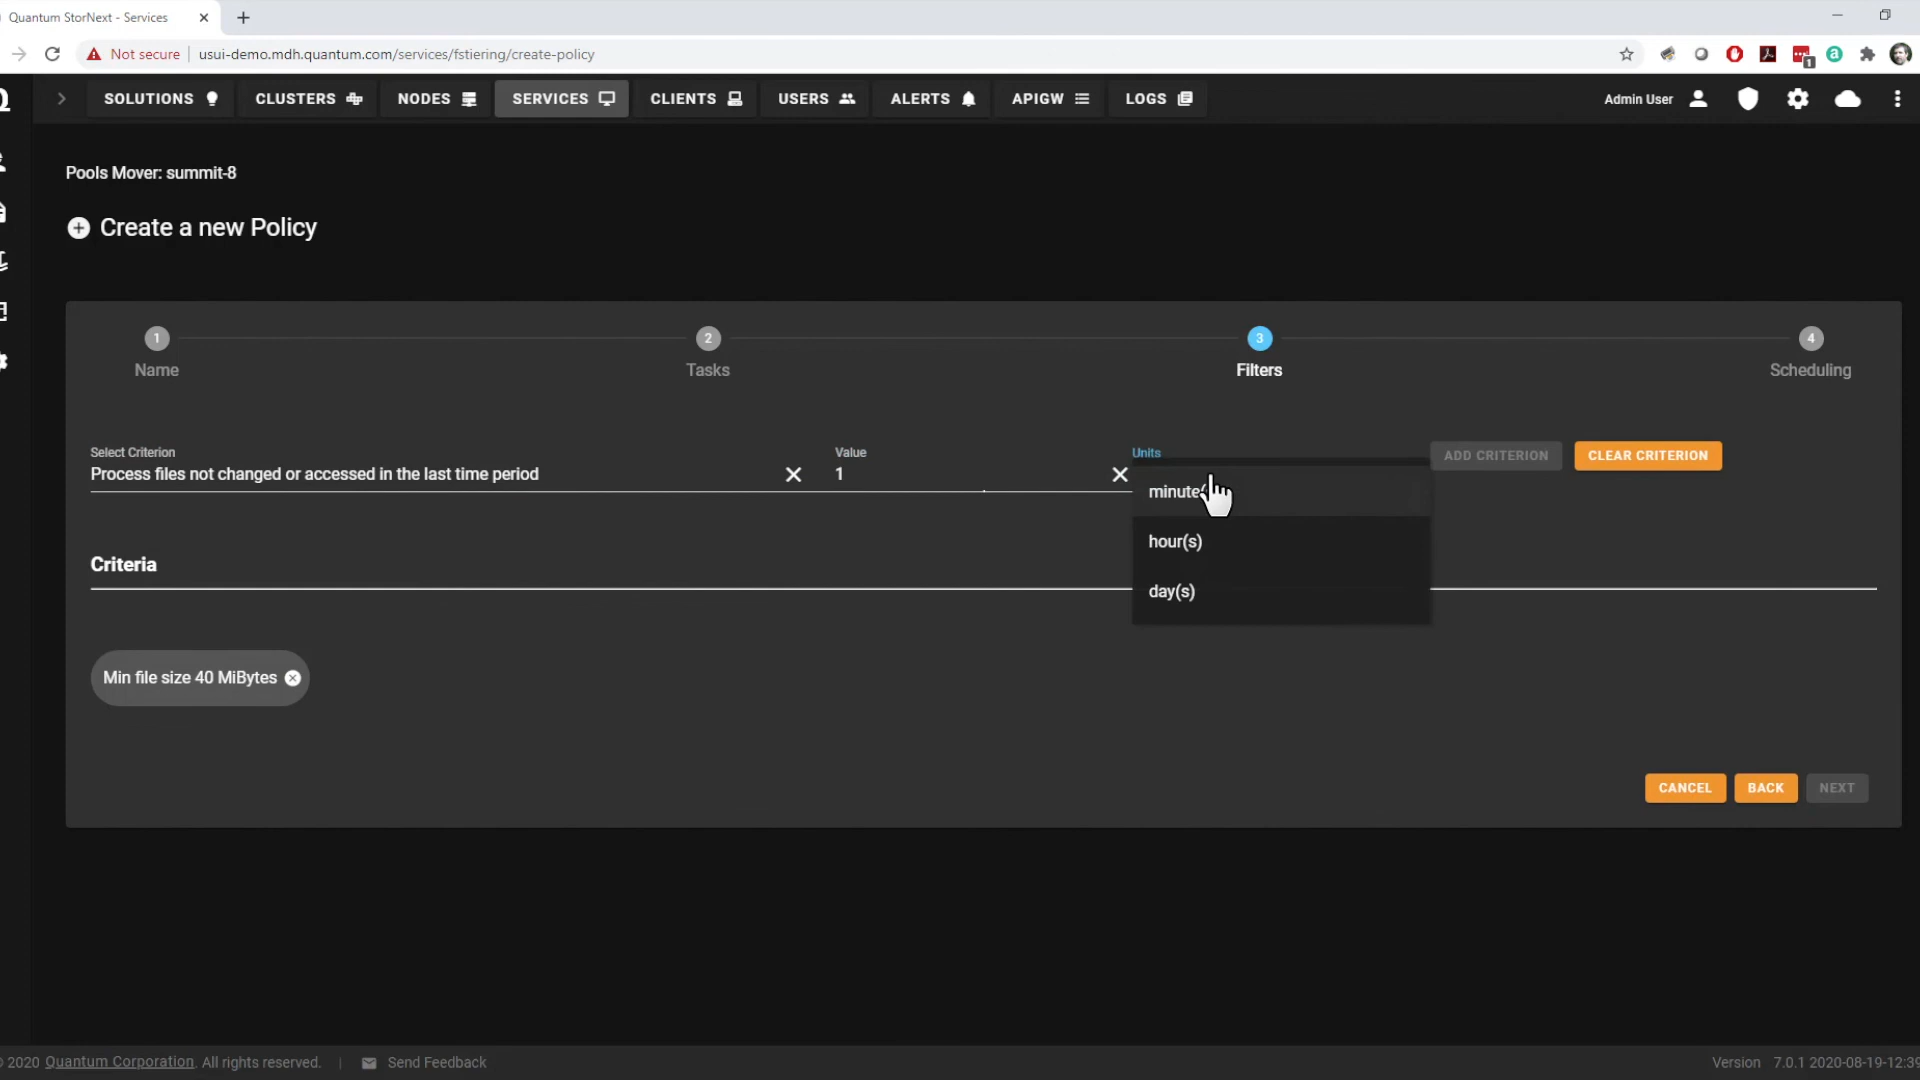 Quantum StorNext - Services
Not secure usui-demo.mdh.quantum.com/services/fstiering/create-policy
1
SOLUTIONS CLUSTERS NODES SERVICES CLIENTS USERS ALERTS APIGW LOGS Admin User
Pools Mover: summit-8
Create a new Policy
1 2 3 4
Name Tasks Filters Scheduling
Select Criterion Value Units
Process files not changed or accessed in the last time period 1
ADD CRITERION CLEAR CRITERION
minute(
hour(s)
day(s)
Criteria
Min file size 40 MiBytes
CANCEL BACK NEXT
2020 Quantum Corporation. All rights reserved. | Send Feedback Version 7.0.1 2020-08-19-12:39